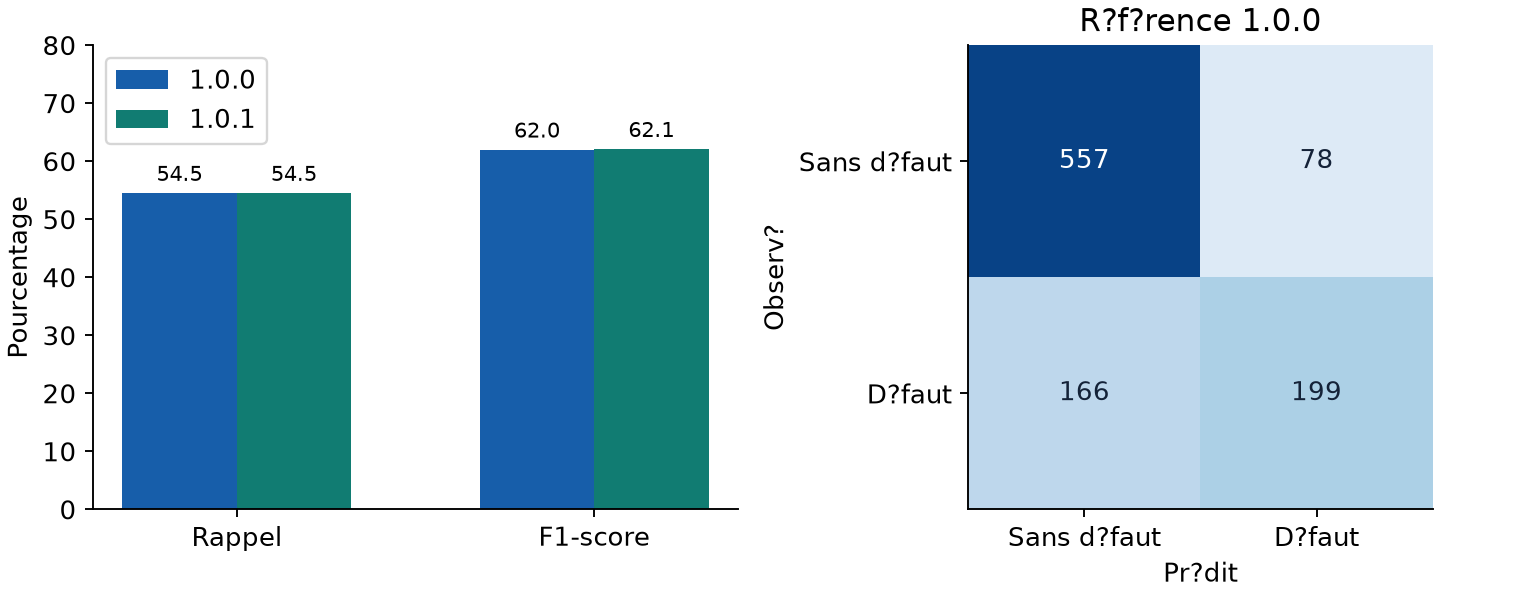 80
70
60
50
40
30
20
10
0
Pourcentage
1.0.0
1.0.1
54.5
54.5
62.0
62.1
Rappel
F1-score
R?f?rence 1.0.0
Observ?
Sans d?faut
D?faut
557
78
166
199
Sans d?faut
D?faut
Pr?dit